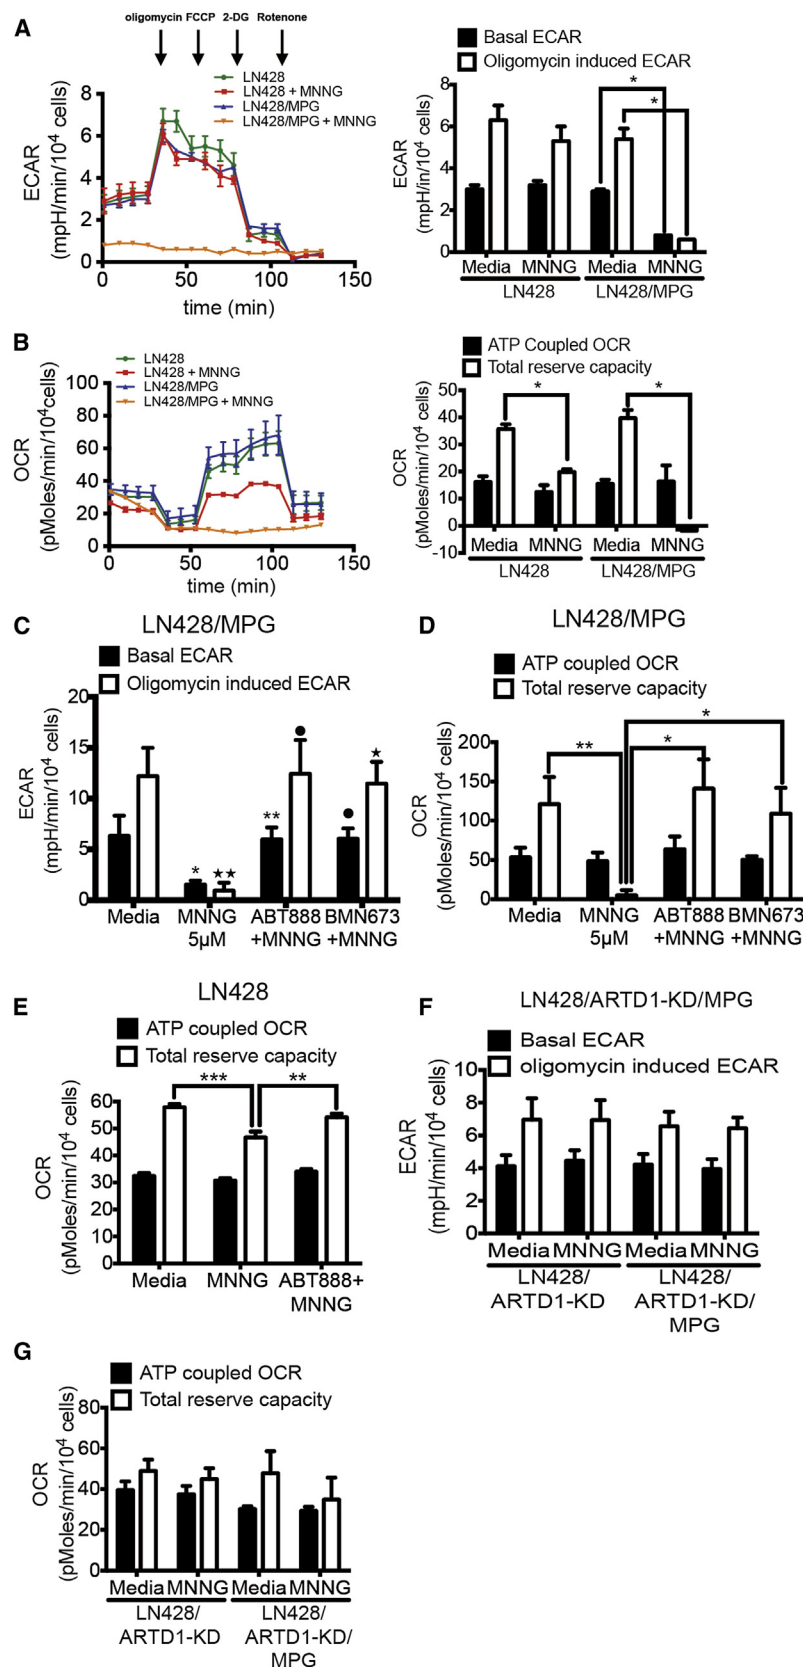 A
oligomycin FCCP 2-DG Rotenone
LN428
LN428 + MNNG
LN428/MPG
LN428/MPG + MNNG
8
6
4
2
0
ECAR
(mpH/min/10⁴ cells)
0 50 100 150
time (min)
Basal ECAR
Oligomycin induced ECAR
8
6
4
2
0
ECAR
(mpH/in/10⁴ cells)
*
*
Media MNNG Media MNNG
LN428 LN428/MPG
B
LN428
LN428 + MNNG
LN428/MPG
LN428/MPG + MNNG
100
80
60
40
20
0
OCR
(pMoles/min/10⁴cells)
0 50 100 150
time (min)
ATP Coupled OCR
Total reserve capacity
50
40
30
20
10
0
-10
OCR
(pMoles/min/10⁴ cells)
* *
Media MNNG Media MNNG
LN428 LN428/MPG
C
LN428/MPG
Basal ECAR
Oligomycin induced ECAR
20
15
10
5
0
ECAR
(mpH/min/10⁴ cells)
* ★★ ** ● ● ★
Media MNNG ABT888 BMN673
5µM +MNNG +MNNG
D
LN428/MPG
ATP coupled OCR
Total reserve capacity
200
150
100
50
0
OCR
(pMoles/min/10⁴ cells)
*
** *
Media MNNG ABT888 BMN673
5µM +MNNG +MNNG
E
LN428
ATP coupled OCR
Total reserve capacity
60
50
40
30
20
10
0
OCR
(pMoles/min/10⁴ cells)
*** **
Media MNNG ABT888+
MNNG
F
LN428/ARTD1-KD/MPG
Basal ECAR
oligomycin induced ECAR
10
8
6
4
2
0
ECAR
(mpH/min/10⁴ cells)
Media MNNG Media MNNG
LN428/ LN428/
ARTD1-KD ARTD1-KD/
MPG
G
ATP coupled OCR
Total reserve capacity
80
60
40
20
0
OCR
(pMoles/min/10⁴ cells)
Media MNNG Media MNNG
LN428/ LN428/
ARTD1-KD ARTD1-KD/
MPG